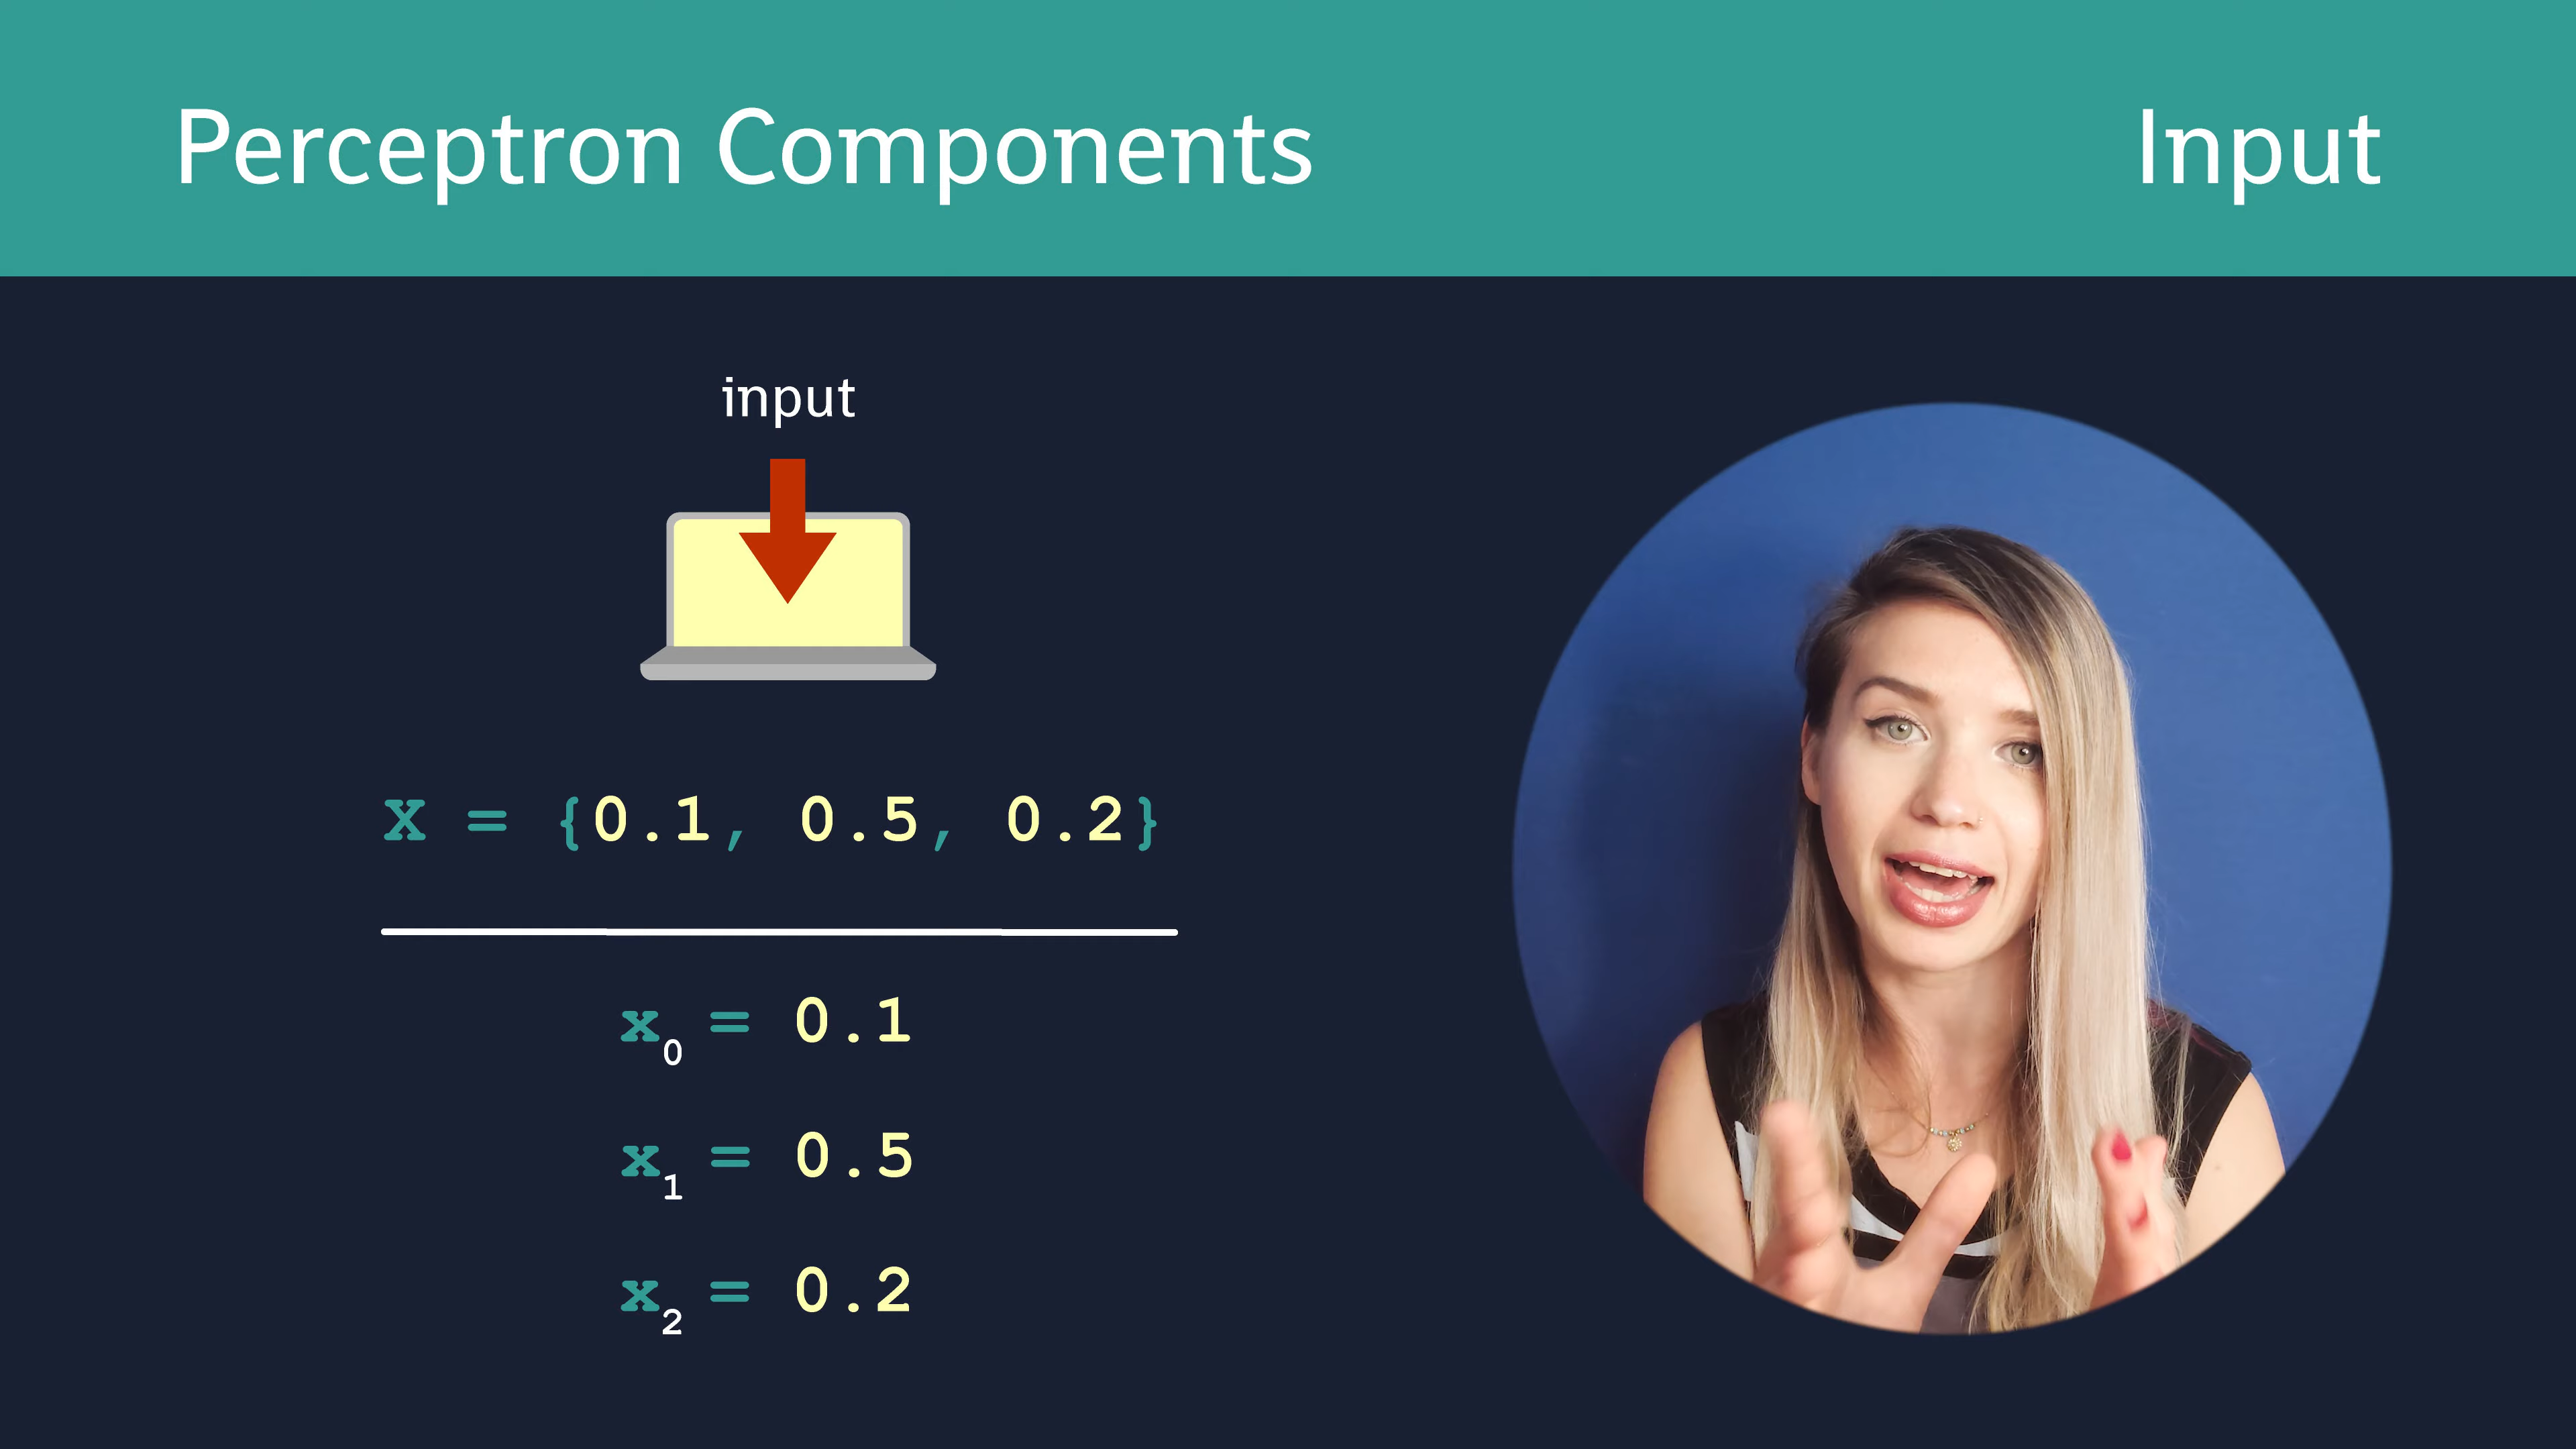 Perceptron Components Input
input
X = {0.1, 0.5, 0.2}
x0 = 0.1
x1 = 0.5
x2 = 0.2